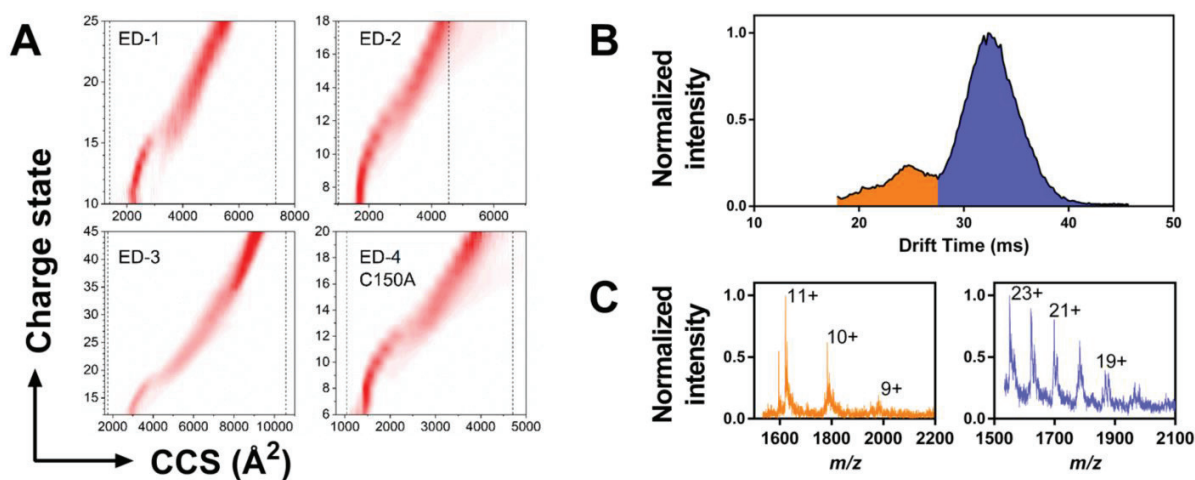 A
ED-1
25
20
15
10
2000 4000 6000 8000
ED-2
18
16
14
12
10
8
2000 4000 6000
ED-3
45
40
35
30
25
20
15
2000 4000 6000 8000 10000
ED-4
C150A
20
18
16
14
12
10
8
6
1000 2000 3000 4000 5000
Charge state
CCS (Å²)
B
Normalized
intensity
1.0
0.5
0.0
10 20 30 40 50
Drift Time (ms)
C
Normalized
intensity
1.0
0.5
0.0
11+
10+
9+
1600 1800 2000 2200
m/z
1.0
0.5
0.0
23+
21+
19+
1500 1700 1900 2100
m/z